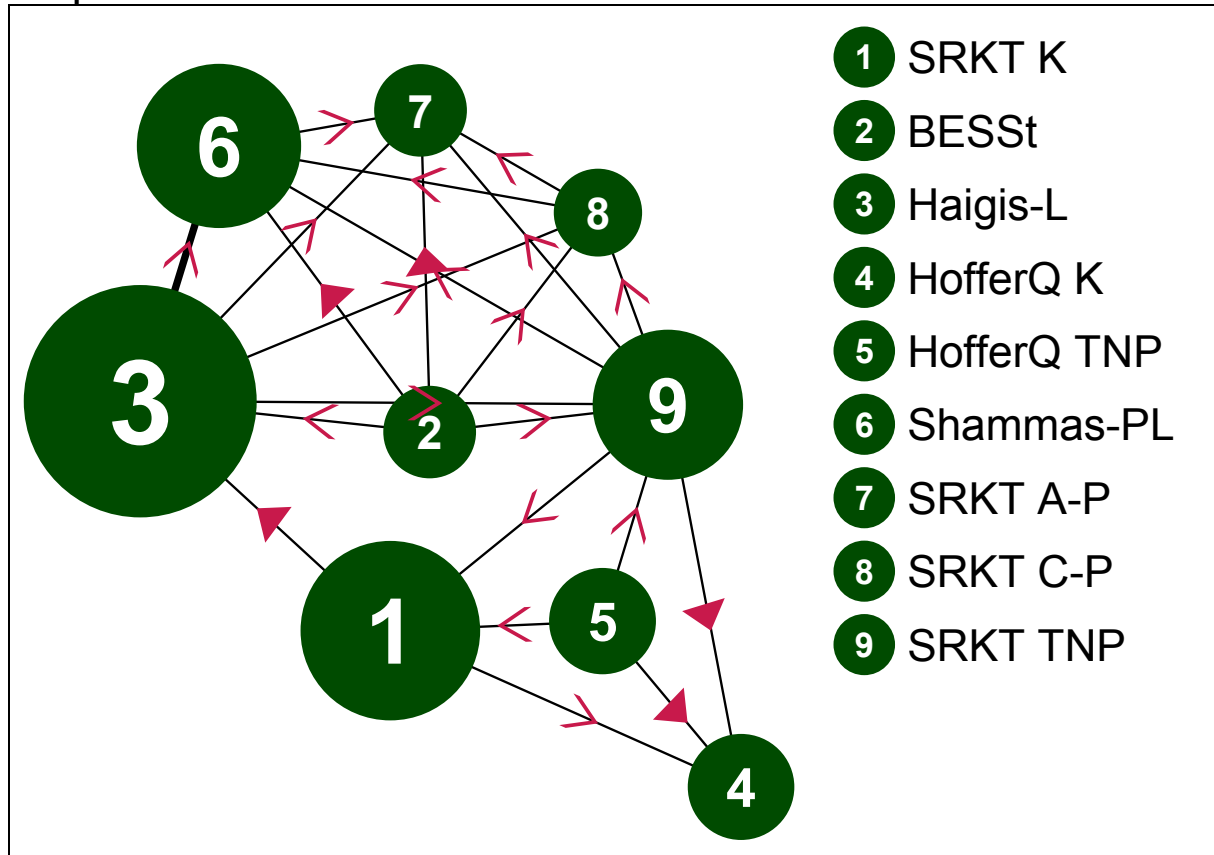 6
7
8
3
2
9
1
5
4
1 SRKT K
2 BESSt
3 Haigis-L
4 HofferQ K
5 HofferQ TNP
6 Shammas-PL
7 SRKT A-P
8 SRKT C-P
9 SRKT TNP